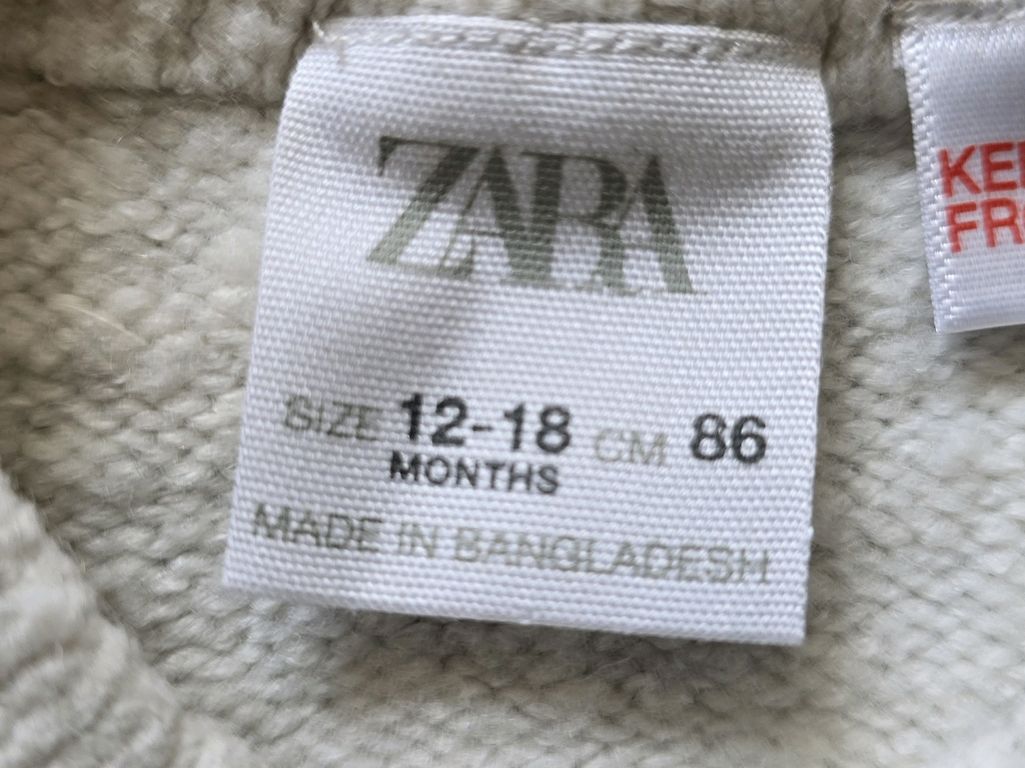 ZARA
SIZE 12-18 CM 86
MONTHS
MADE IN BANGLADESH